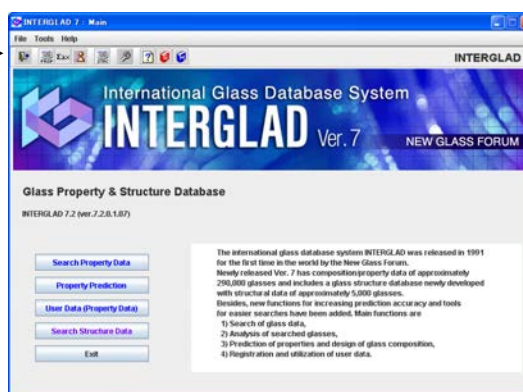 INTERGLAD 7 : Main
File Tools Help
INTERGLAD
International Glass Database System
INTERGLAD Ver. 7
NEW GLASS FORUM
Glass Property & Structure Database
INTERGLAD 7.2 (ver.7.2.0.1.07)
Search Property Data
Property Prediction
User Data (Property Data)
Search Structure Data
Exit
The international glass database system INTERGLAD was released in 1991
for the first time in the world by the New Glass Forum.
Newly released Ver. 7 has composition/property data of approximately
290,000 glasses and includes a glass structure database newly developed
with structural data of approximately 5,000 glasses.
Besides, new functions for increasing prediction accuracy and tools
for easier searches have been added. Main functions are
1) Search of glass data,
2) Analysis of searched glasses,
3) Prediction of properties and design of glass composition,
4) Registration and utilization of user data.